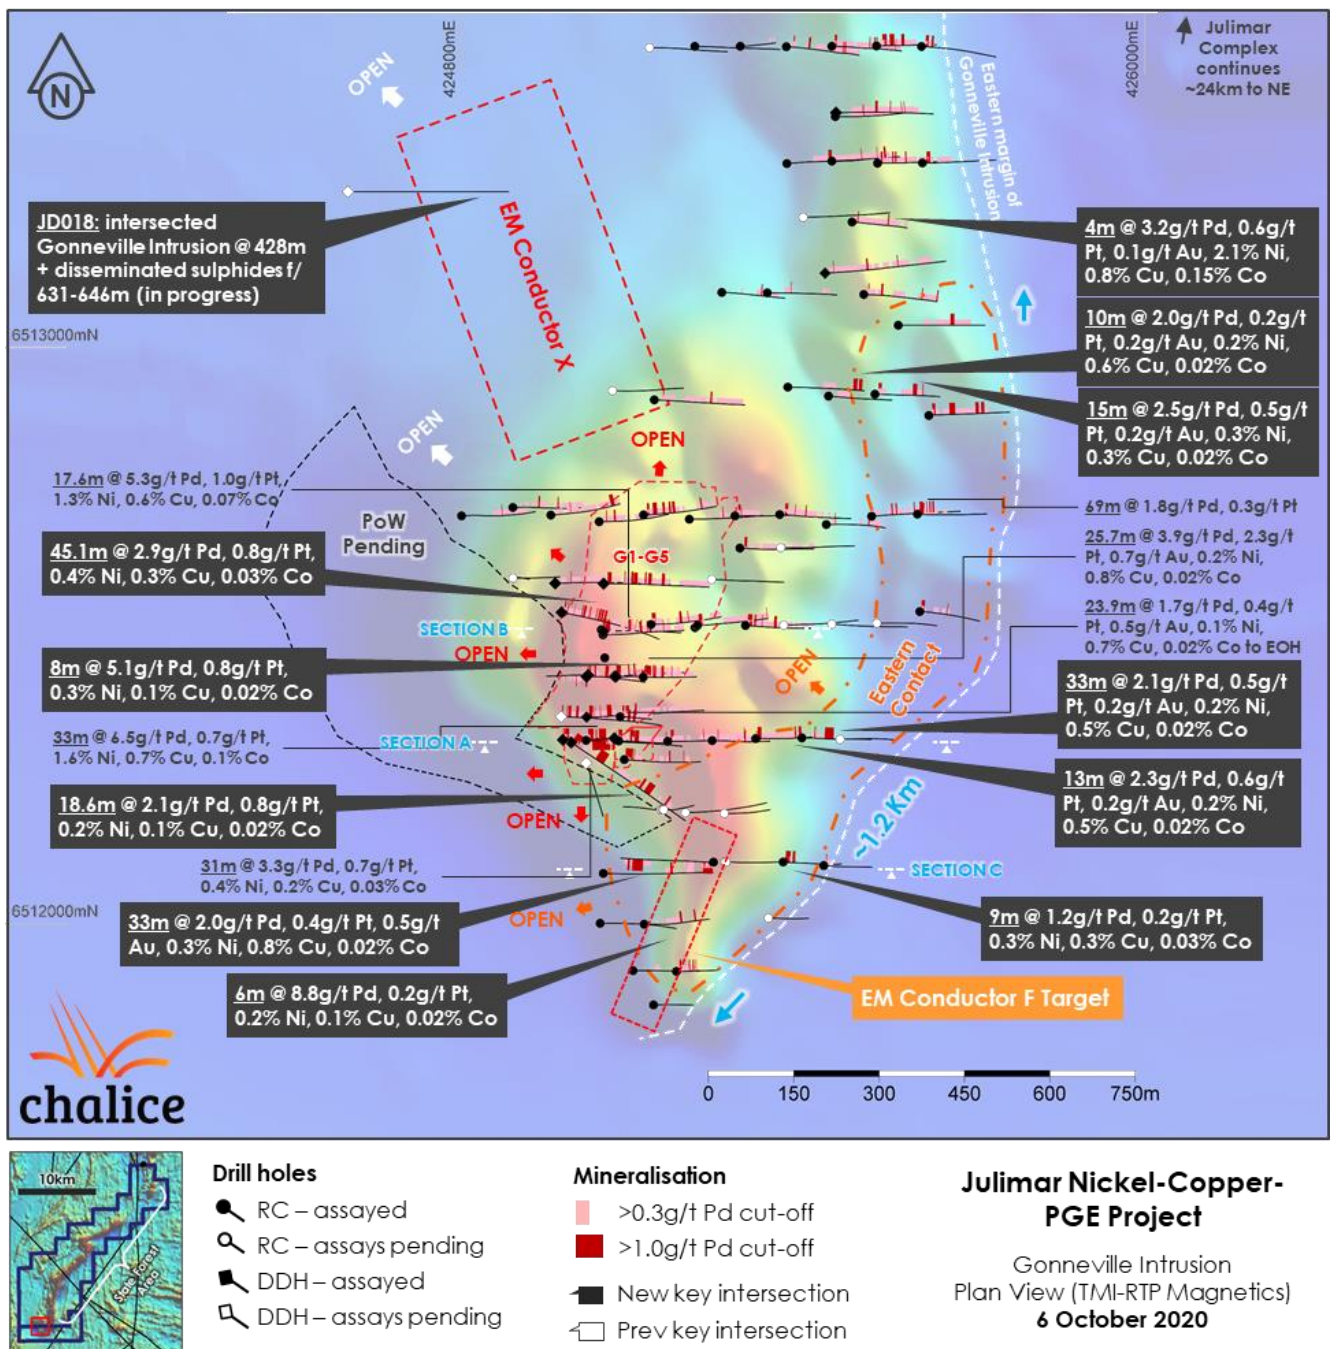 OPEN
424800mE
426000mE
Julimar
Complex
continues
~24km to NE
N
Eastern margin of
Gonneville Intrusion
JD018: intersected
Gonneville Intrusion @ 428m
+ disseminated sulphides f/
631-646m (in progress)
EM Conductor X
4m @ 3.2g/t Pd, 0.6g/t
Pt, 0.1g/t Au, 2.1% Ni,
0.8% Cu, 0.15% Co
6513000mN
10m @ 2.0g/t Pd, 0.2g/t
Pt, 0.2g/t Au, 0.2% Ni,
0.6% Cu, 0.02% Co
15m @ 2.5g/t Pd, 0.5g/t
Pt, 0.2g/t Au, 0.3% Ni,
0.3% Cu, 0.02% Co
OPEN
OPEN
17.6m @ 5.3g/t Pd, 1.0g/t Pt,
1.3% Ni, 0.6% Cu, 0.07% Co
PoW
Pending
69m @ 1.8g/t Pd, 0.3g/t Pt
45.1m @ 2.9g/t Pd, 0.8g/t Pt,
0.4% Ni, 0.3% Cu, 0.03% Co
G1-G5
25.7m @ 3.9g/t Pd, 2.3g/t
Pt, 0.7g/t Au, 0.2% Ni,
0.8% Cu, 0.02% Co
23.9m @ 1.7g/t Pd, 0.4g/t
Pt, 0.5g/t Au, 0.1% Ni,
0.7% Cu, 0.02% Co to EOH
SECTION B
OPEN
8m @ 5.1g/t Pd, 0.8g/t Pt,
0.3% Ni, 0.1% Cu, 0.02% Co
OPEN
Eastern
Contact
33m @ 2.1g/t Pd, 0.5g/t
Pt, 0.2g/t Au, 0.2% Ni,
0.5% Cu, 0.02% Co
33m @ 6.5g/t Pd, 0.7g/t Pt,
1.6% Ni, 0.7% Cu, 0.1% Co
SECTION A
13m @ 2.3g/t Pd, 0.6g/t
Pt, 0.2g/t Au, 0.2% Ni,
0.5% Cu, 0.02% Co
18.6m @ 2.1g/t Pd, 0.8g/t Pt,
0.2% Ni, 0.1% Cu, 0.02% Co
OPEN
~1.2 Km
31m @ 3.3g/t Pd, 0.7g/t Pt,
0.4% Ni, 0.2% Cu, 0.03% Co
SECTION C
6512000mN
33m @ 2.0g/t Pd, 0.4g/t Pt, 0.5g/t
Au, 0.3% Ni, 0.8% Cu, 0.02% Co
OPEN
9m @ 1.2g/t Pd, 0.2g/t Pt,
0.3% Ni, 0.3% Cu, 0.03% Co
6m @ 8.8g/t Pd, 0.2g/t Pt,
0.2% Ni, 0.1% Cu, 0.02% Co
EM Conductor F Target
chalice
0 150 300 450 600 750m
10km
State Forest
Area
Drill holes
RC – assayed
RC – assays pending
DDH – assayed
DDH – assays pending
Mineralisation
>0.3g/t Pd cut-off
>1.0g/t Pd cut-off
New key intersection
Prev key intersection
Julimar Nickel-Copper-
PGE Project
Gonneville Intrusion
Plan View (TMI-RTP Magnetics)
6 October 2020